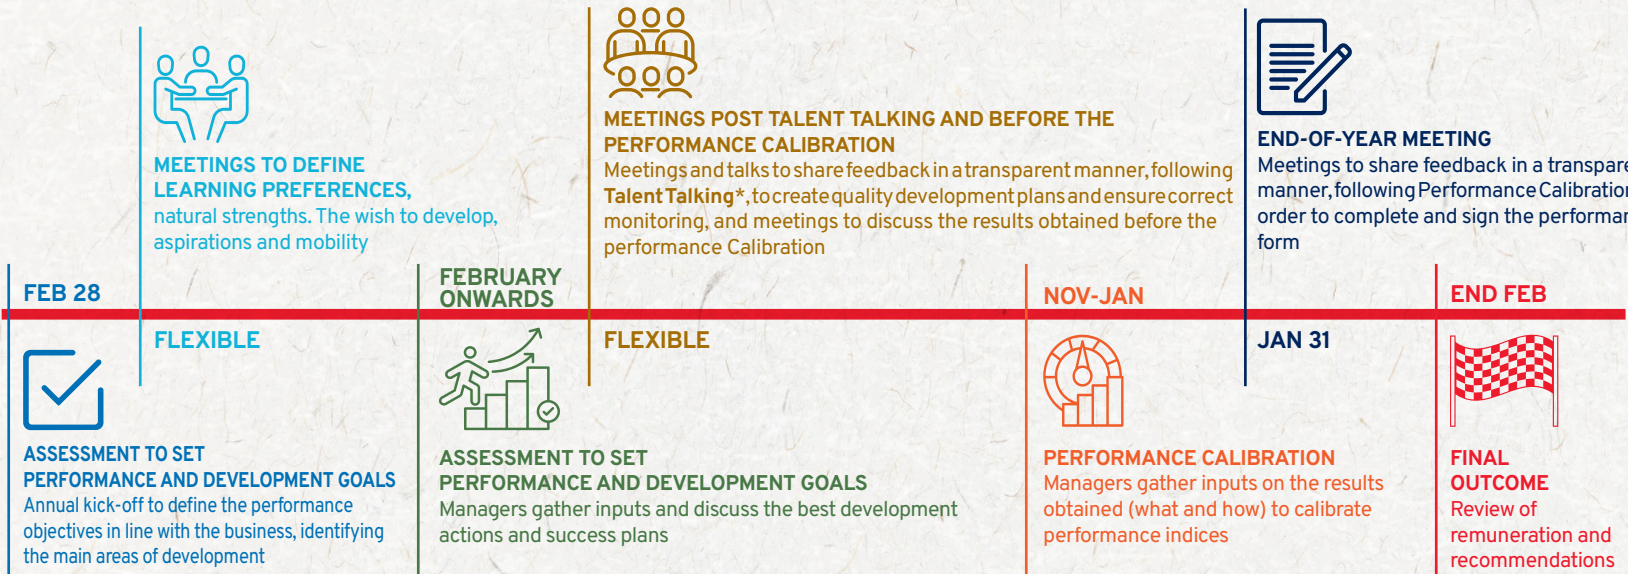 MEETINGS TO DEFINE
LEARNING PREFERENCES,
natural strengths. The wish to develop,
aspirations and mobility
MEETINGS POST TALENT TALKING AND BEFORE THE
PERFORMANCE CALIBRATION
Meetings and talks to share feedback in a transparent manner, following
Talent Talking*, to create quality development plans and ensure correct
monitoring, and meetings to discuss the results obtained before the
performance Calibration
END-OF-YEAR MEETING
Meetings to share feedback in a
manner, following Performance
order to complete and sign the
form
FEB 28
FEBRUARY
ONWARDS
NOV-JAN
END FEB
FLEXIBLE
FLEXIBLE
JAN 31
ASSESSMENT TO SET
PERFORMANCE AND DEVELOPMENT GOALS
Annual kick-off to define the performance
objectives in line with the business, identifying
the main areas of development
ASSESSMENT TO SET
PERFORMANCE AND DEVELOPMENT GOALS
Managers gather inputs and discuss the best development
actions and success plans
PERFORMANCE CALIBRATION
Managers gather inputs on the results
obtained (what and how) to calibrate
performance indices
FINAL
OUTCOME
Review of
remuneration and
recommendations